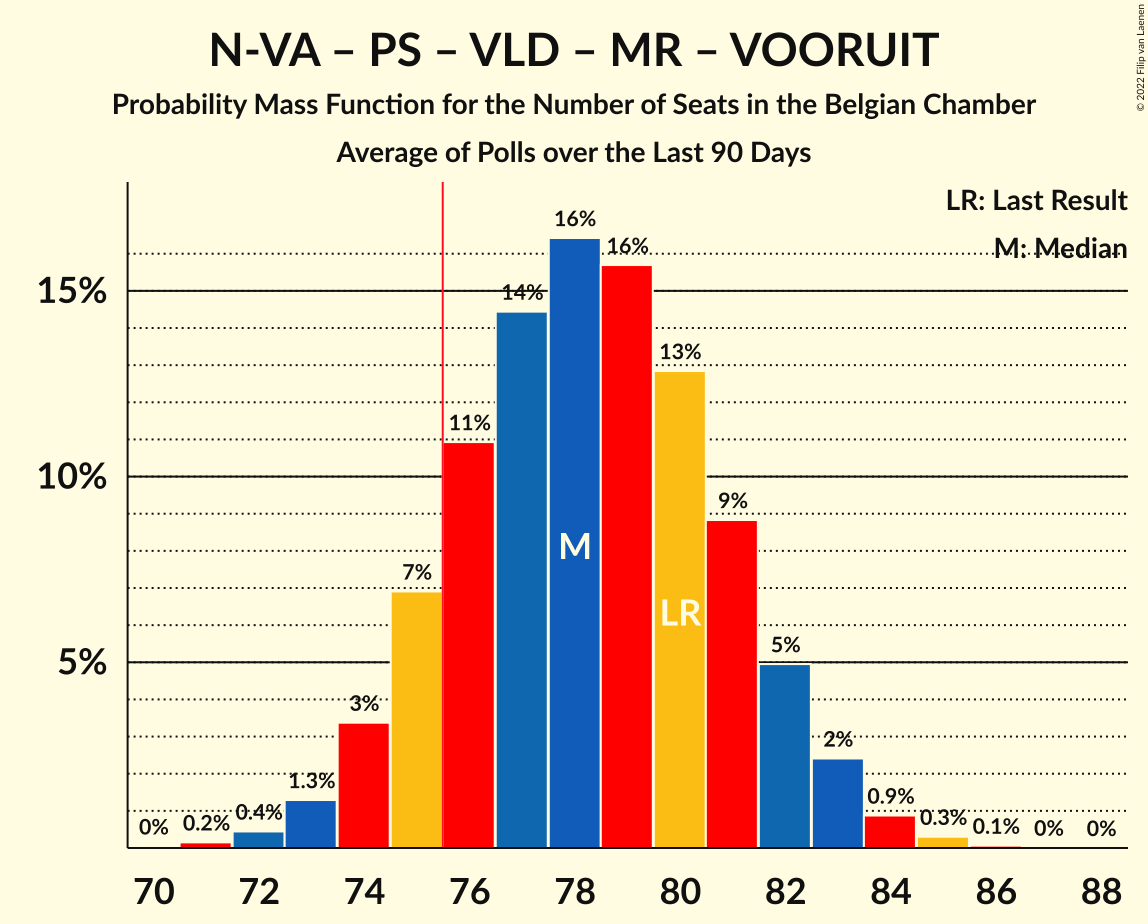 N-VA – PS – VLD – MR – VOORUIT
Probability Mass Function for the Number of Seats in the Belgian Chamber
Average of Polls over the Last 90 Days
© 2022 Filip van Laenen
LR: Last Result
M: Median
15%
10%
5%
0%
0.2%
0.4%
1.3%
3%
7%
11%
14%
16%
16%
13%
9%
5%
2%
0.9%
0.3%
0.1%
0%
0%
M
LR
70 72 74 76 78 80 82 84 86 88